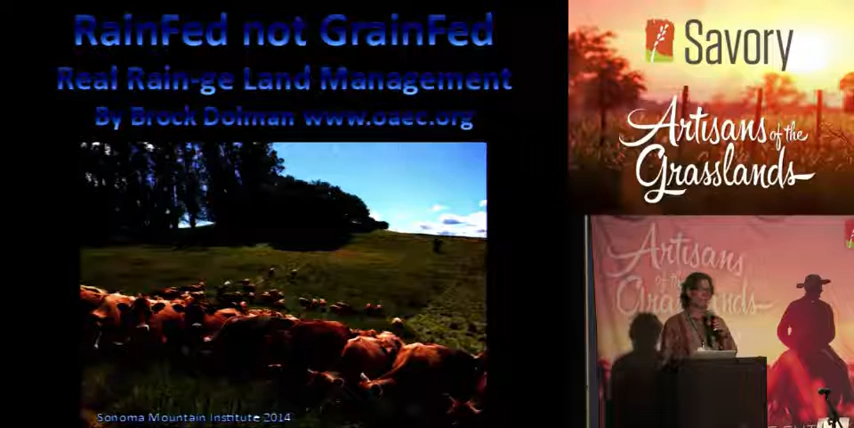 RainFed not GrainFed
Real Rain-ge Land Management
By Brock Dolman www.oaec.org
Sonoma Mountain Institute 2014
Savory
Artisans of the
Grasslands
Artisans
of the
Grasslands